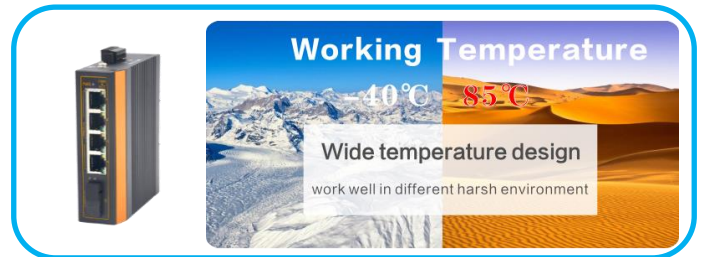 Working Temperature
-40℃ 85℃
Wide temperature design
work well in different harsh environment